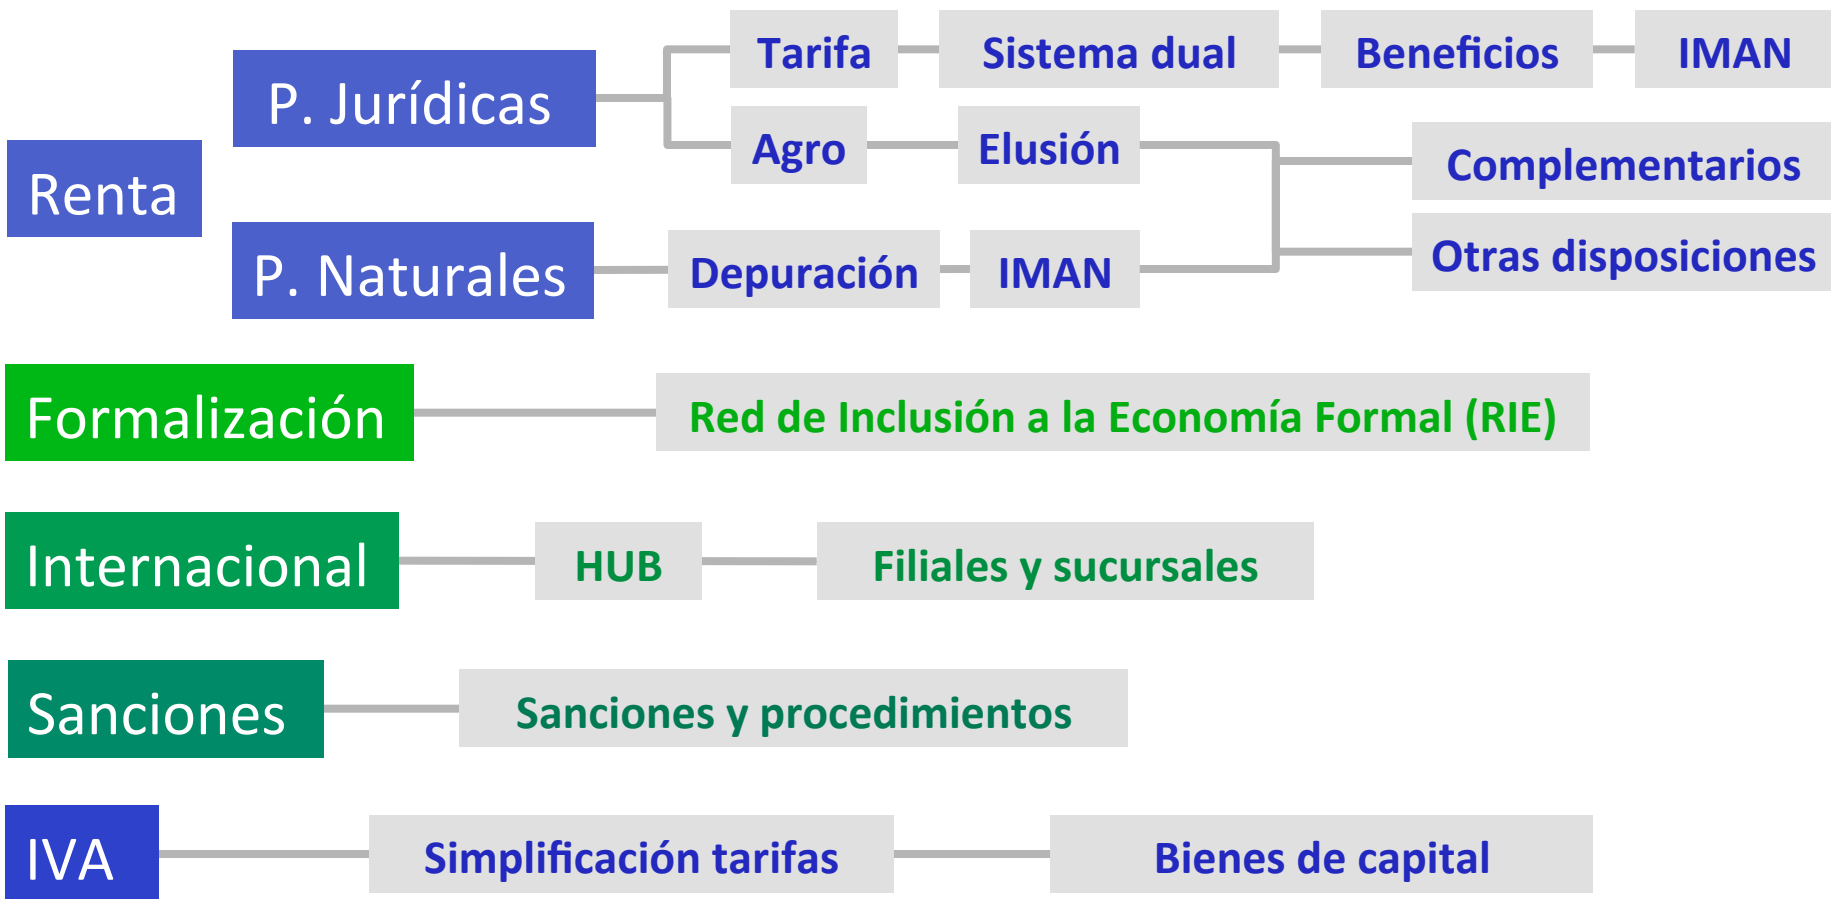 Renta
P. Jurídicas
Tarifa
Sistema dual
Beneficios
IMAN
Agro
Elusión
Complementarios
Otras disposiciones
P. Naturales
Depuración
IMAN
Formalización
Red de Inclusión a la Economía Formal (RIE)
Internacional
HUB
Filiales y sucursales
Sanciones
Sanciones y procedimientos
IVA
Simplificación tarifas
Bienes de capital